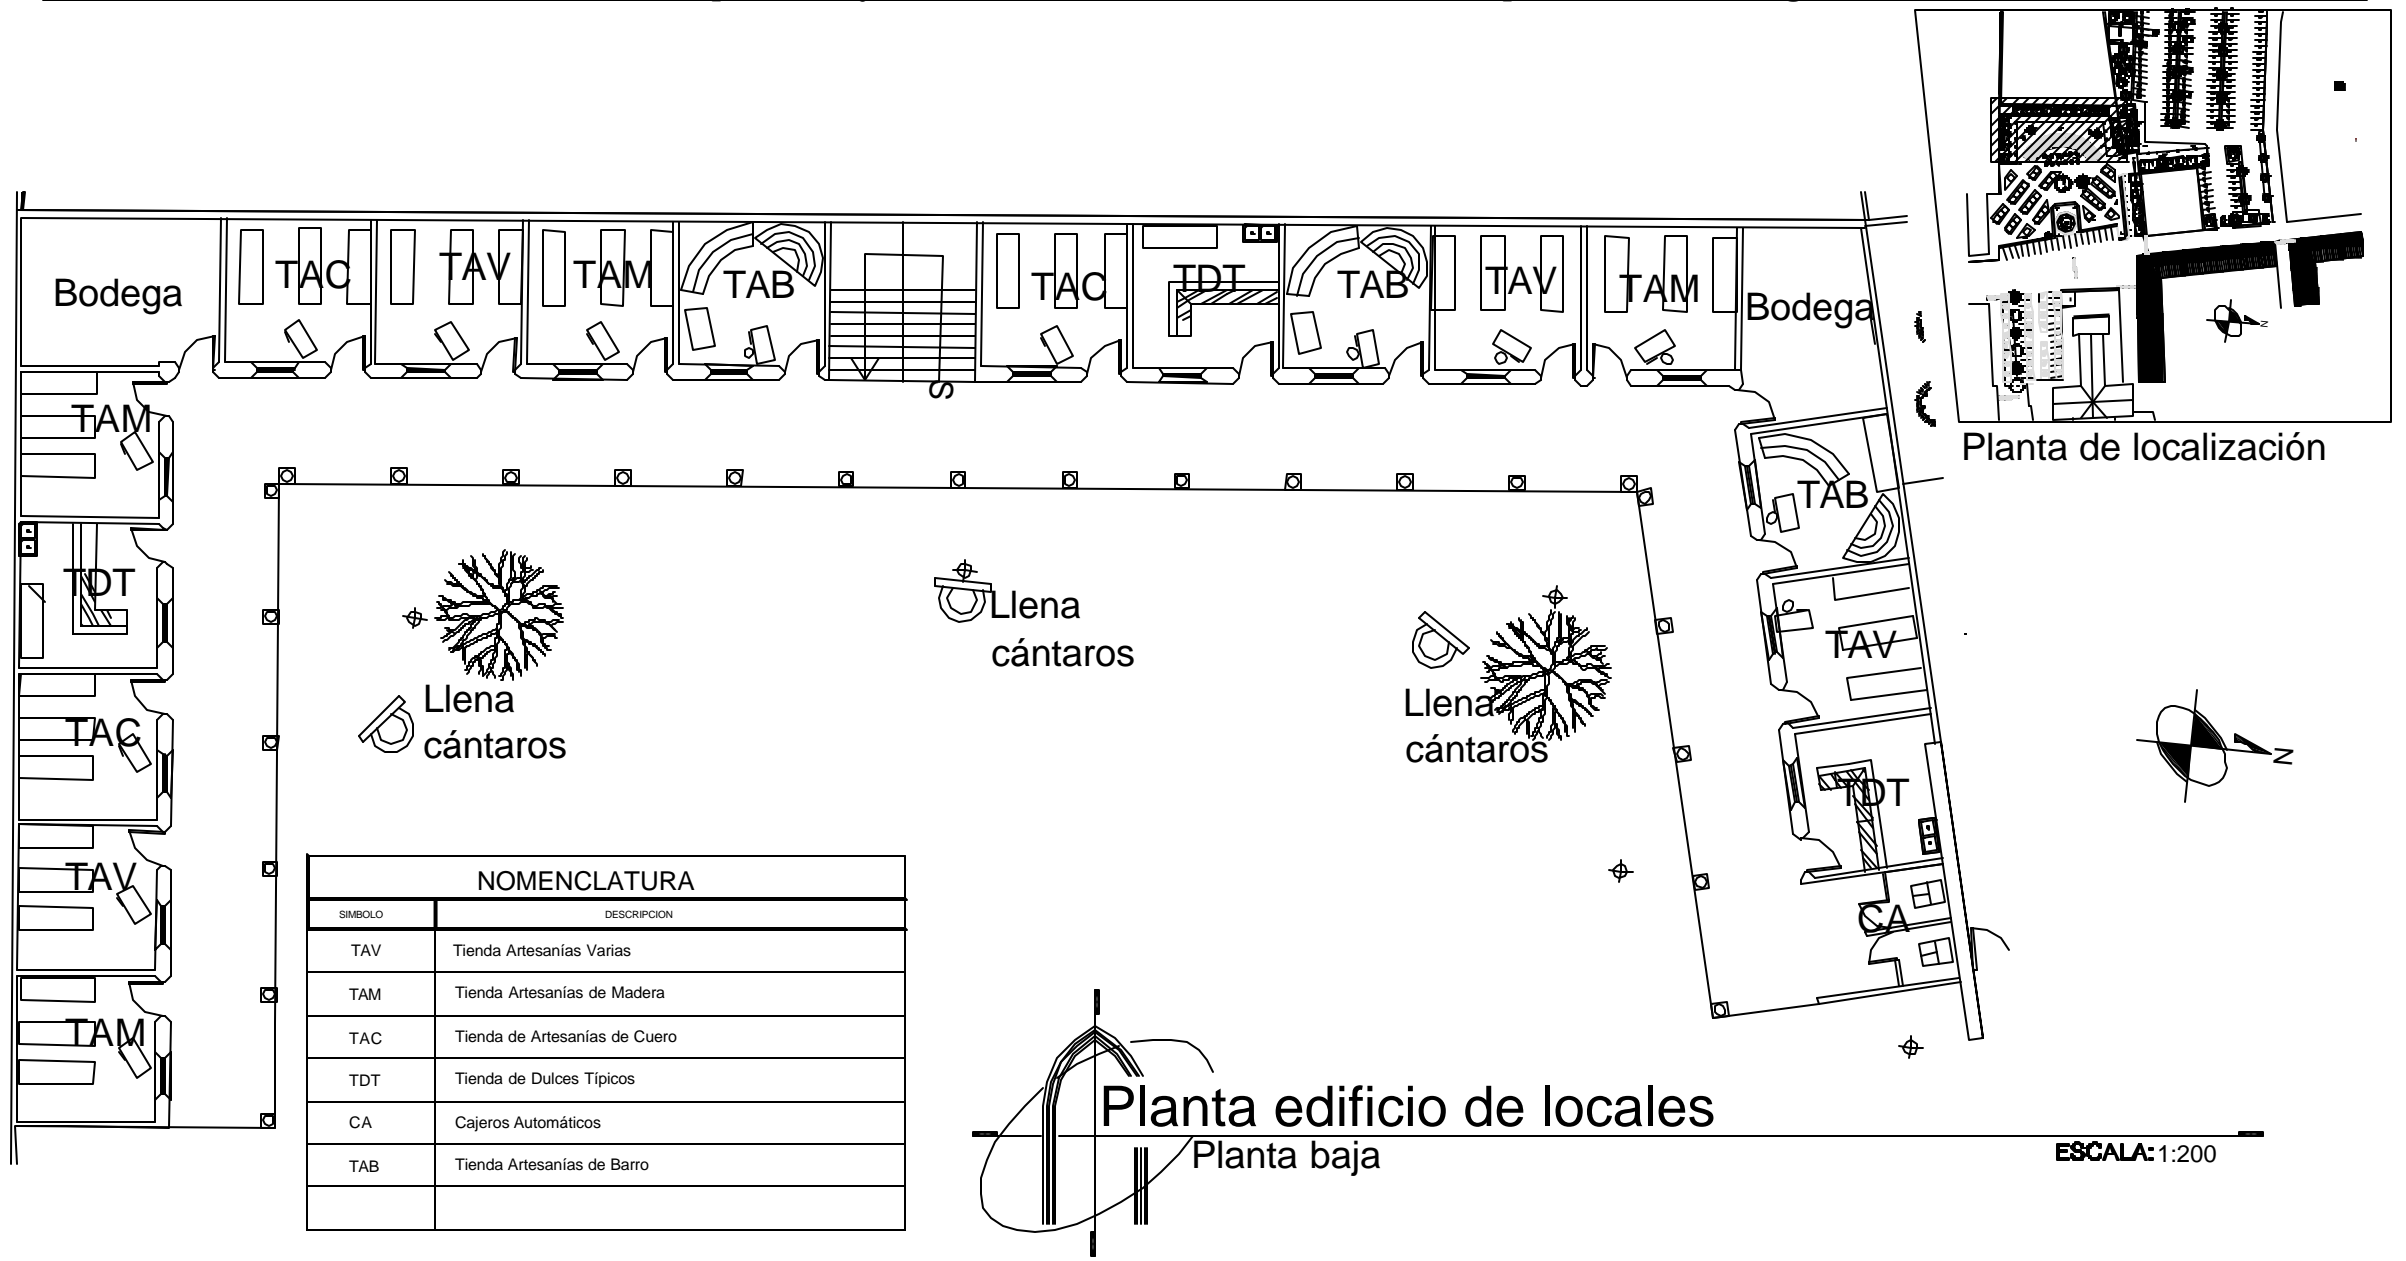 Bodega
TAC
TAV
TAM
TAB
S
TAC
TDT
TAB
TAV
TAM
Bodega
N
Planta de localización
TAM
TDT
TAC
TAV
TAM
TAB
TAV
TDT
CA
Llena
cántaros
Llena
cántaros
Llena
cántaros
N
NOMENCLATURA
SIMBOLO DESCRIPCION
TAV Tienda Artesanías Varias
TAM Tienda Artesanías de Madera
TAC Tienda de Artesanías de Cuero
TDT Tienda de Dulces Típicos
CA Cajeros Automáticos
TAB Tienda Artesanías de Barro
Planta edificio de locales
Planta baja
ESCALA: 1:200